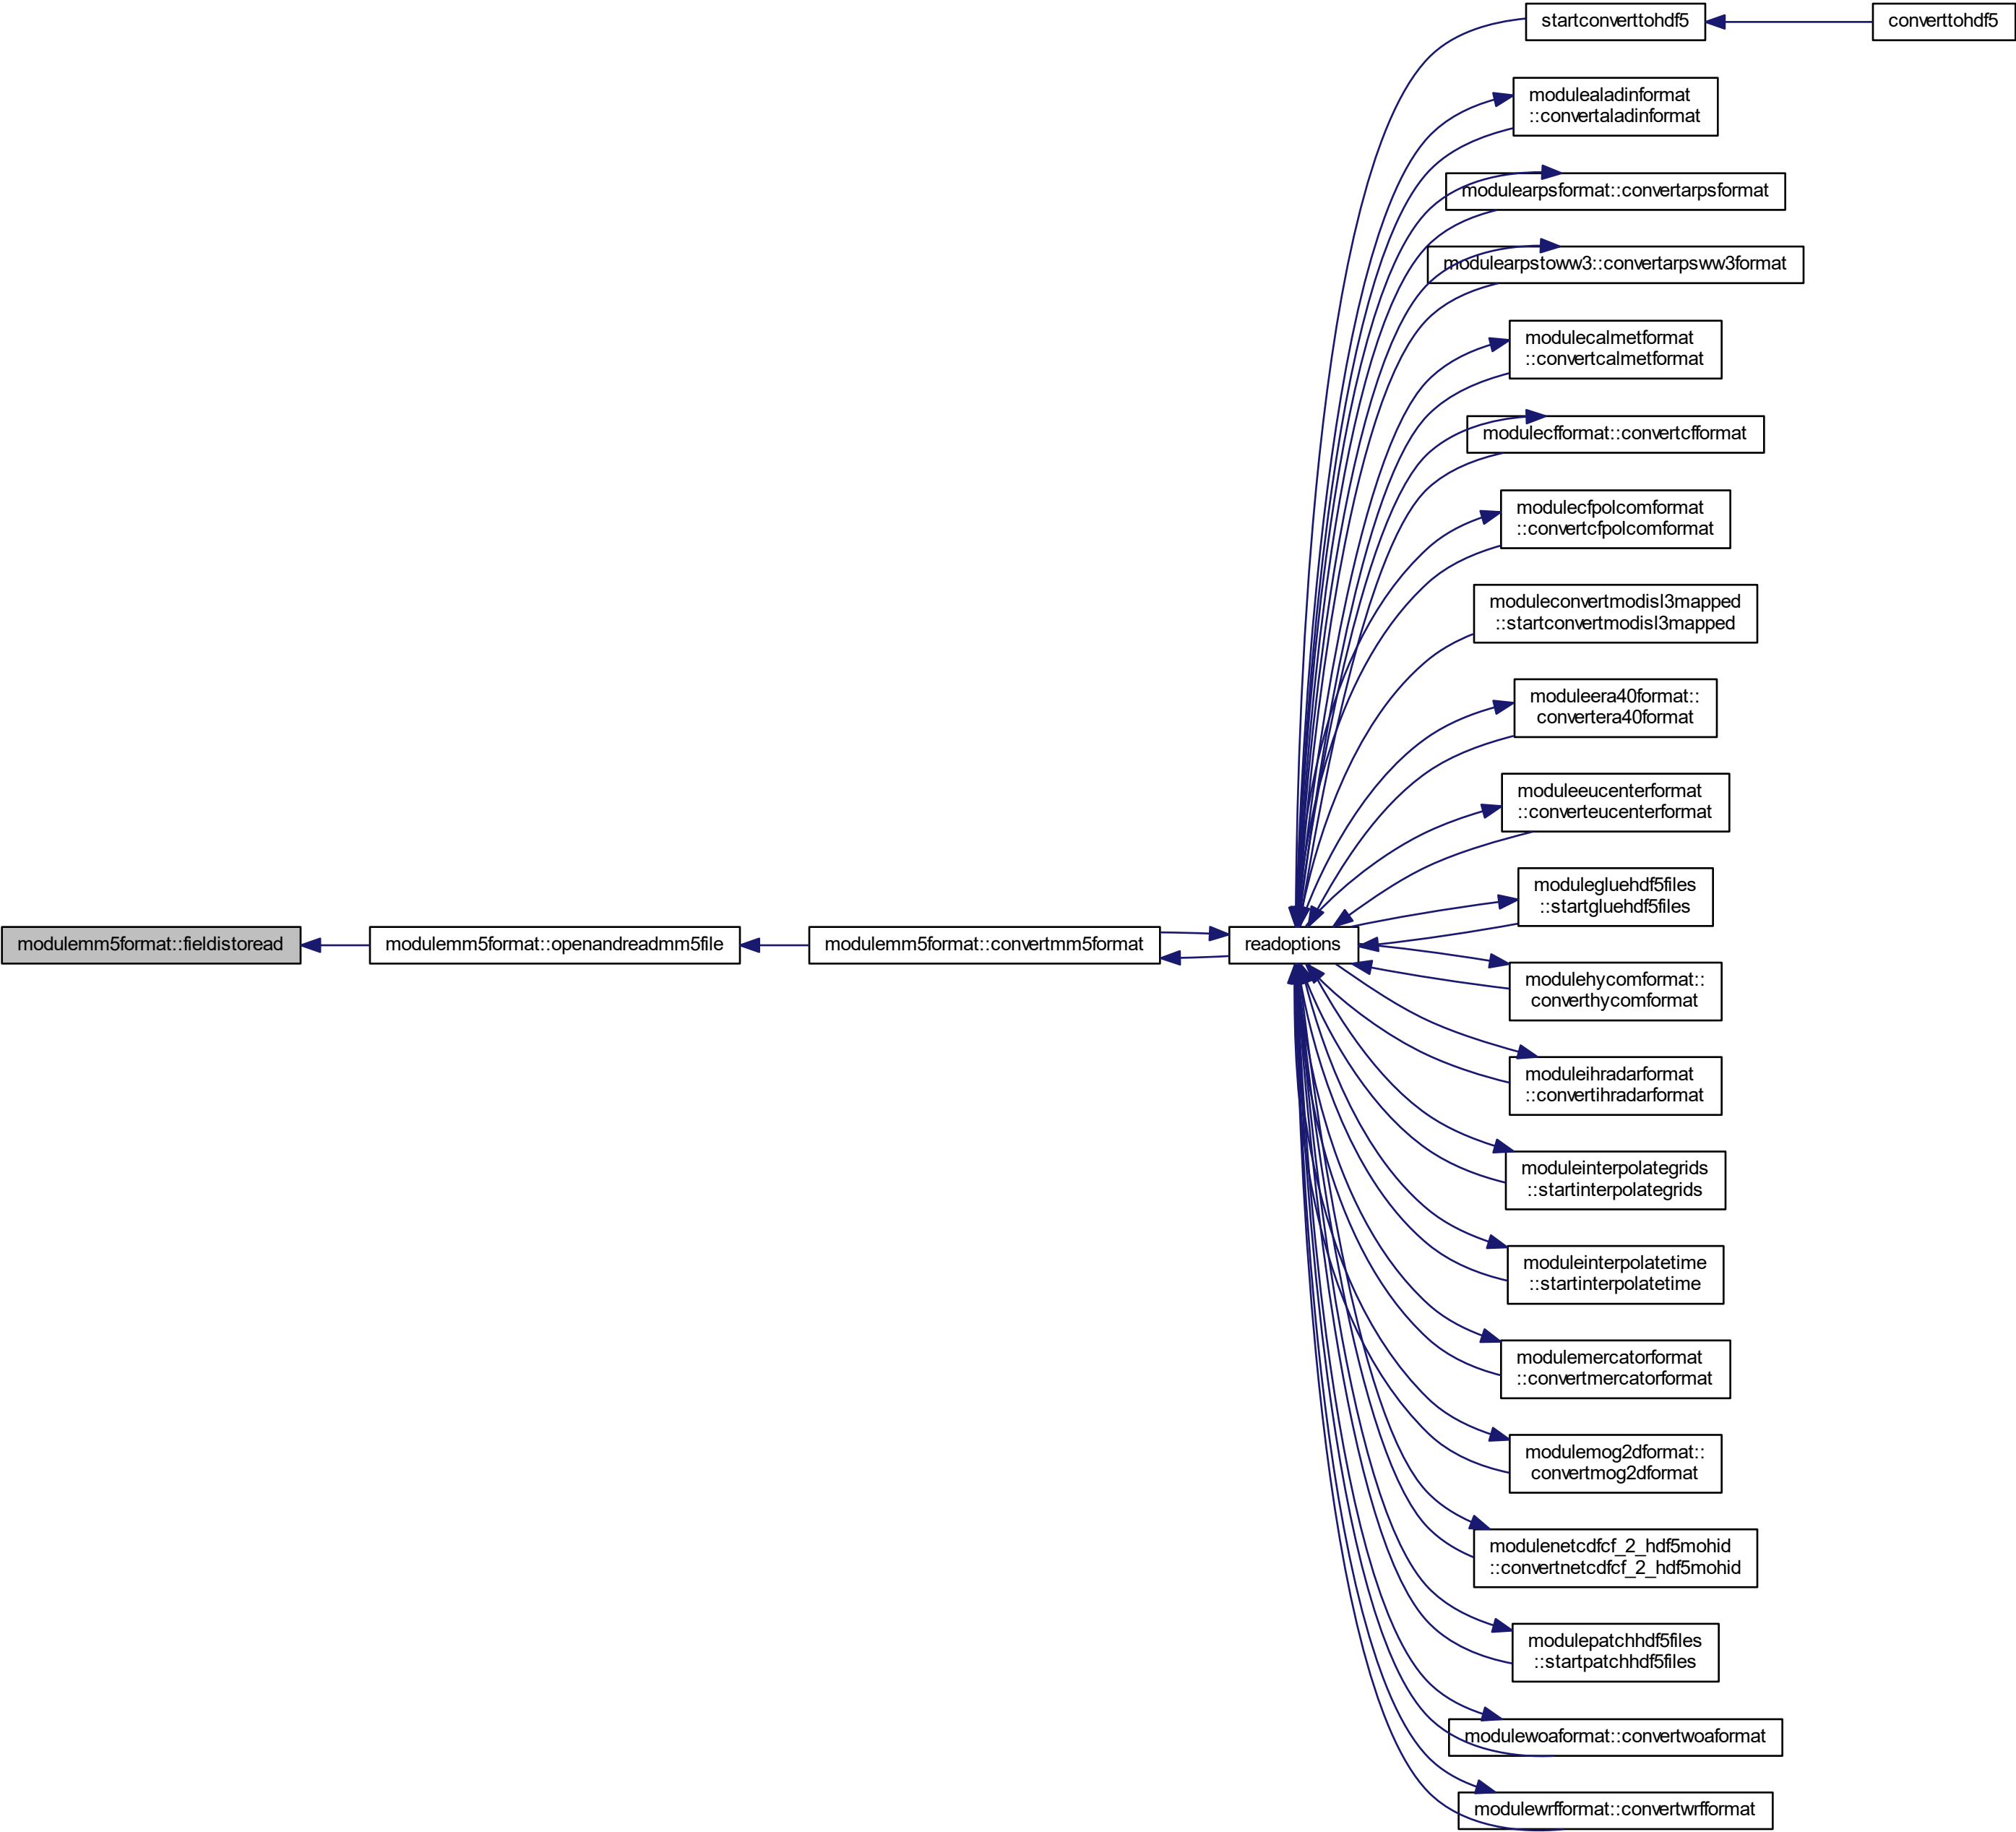 startconverttohdf5
converttohdf5
modulealadinformat
::convertaladinformat
modulearpsformat::convertarpsformat
modulearpstoww3::convertarpsww3format
modulecalmetformat
::convertcalmetformat
modulecfformat::convertcfformat
modulecfpolcomformat
::convertcfpolcomformat
moduleconvertmodisl3mapped
::startconvertmodisl3mapped
moduleera40format::
convertera40format
moduleeucenterformat
::converteucenterformat
modulegluehdf5files
::startgluehdf5files
modulemm5format::fieldistoread
modulemm5format::openandreadmm5file
modulemm5format::convertmm5format
readoptions
modulehycomformat::
converthycomformat
moduleihradarformat
::convertihradarformat
moduleinterpolategrids
::startinterpolategrids
moduleinterpolatetime
::startinterpolatetime
modulemercatorformat
::convertmercatorformat
modulemog2dformat::
convertmog2dformat
modulenetcdfcf_2_hdf5mohid
::convertnetcdfcf_2_hdf5mohid
modulepatchhdf5files
::startpatchhdf5files
modulewoaformat::convertwoaformat
modulewrfformat::convertwrfformat